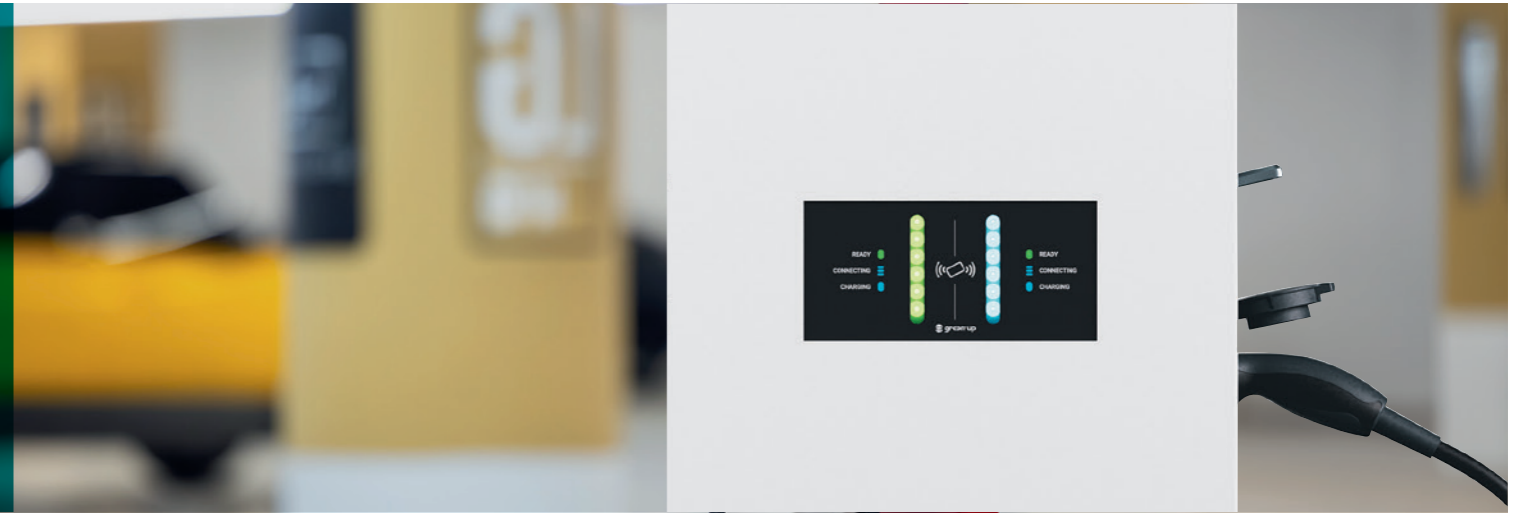 READY
CONNECTING
CHARGING
READY
CONNECTING
CHARGING
green'up